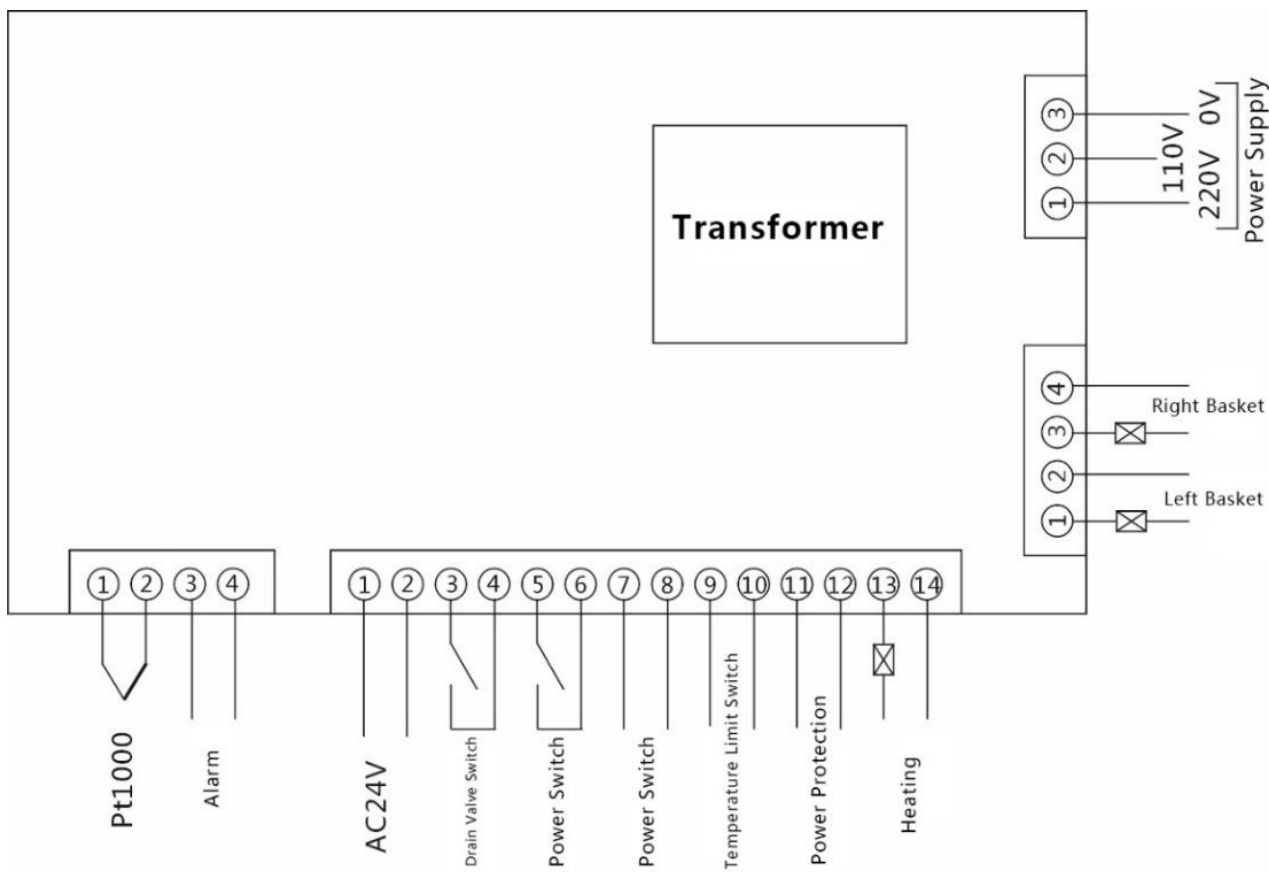 Transformer
3
2
1
0V
110V
220V
Power Supply
4
3
2
1
Right Basket
Left Basket
1 2 3 4
1 2 3 4 5 6 7 8 9 10 11 12 13 14
Pt1000
Alarm
AC24V
Drain Valve Switch
Power Switch
Power Switch
Temperature Limit Switch
Power Protection
Heating